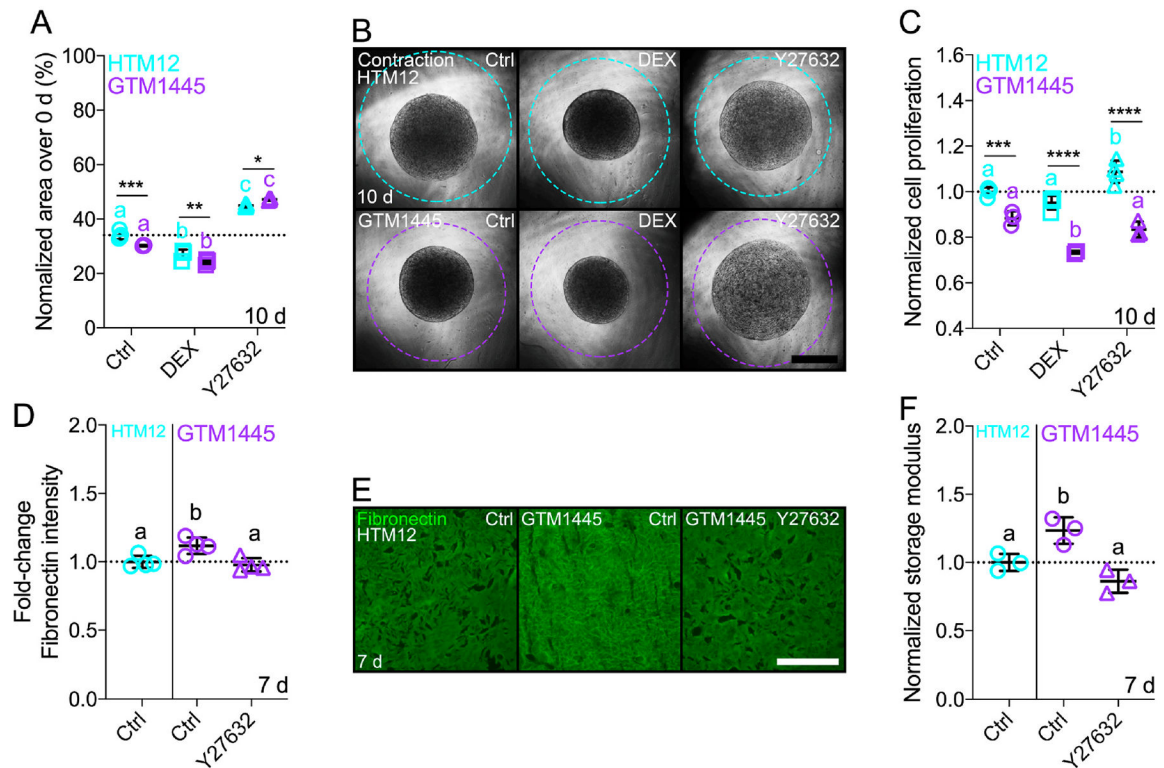 A
HTM12
GTM1445
Nomalized area over 0 d (%)
100
80
60
40
20
0
***
**
*
a
a
b
b
c
c
10 d
Ctrl
DEX
Y27632
B
Contraction
HTM12
Ctrl
DEX
Y27632
10 d
GTM1445
Ctrl
DEX
Y27632
C
HTM12
GTM1445
Normalized cell proliferation
1.6
1.4
1.2
1.0
0.8
0.6
0.4
***
****
****
a
a
a
b
b
a
10 d
Ctrl
DEX
Y27632
D
HTM12
GTM1445
Fold-change
Fibronectin intensity
2.0
1.5
1.0
0.5
0.0
a
b
a
7 d
Ctrl
Ctrl
Y27632
E
Fibronectin
HTM12
Ctrl
7 d
GTM1445
Ctrl
GTM1445
Y27632
F
HTM12
GTM1445
Normalized storage modulus
2.0
1.5
1.0
0.5
0.0
a
b
a
7 d
Ctrl
Ctrl
Y27632